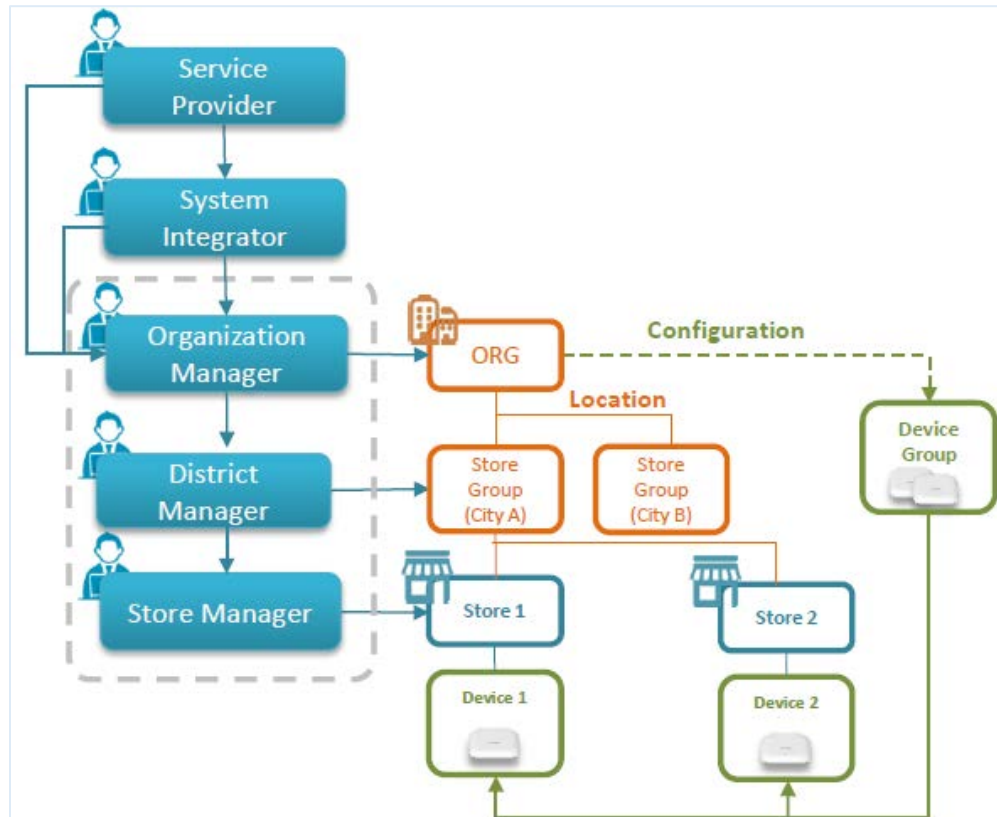 Service
Provider
System
Integrator
Organization
Manager
ORG
Configuration
Location
Device
Group
District
Manager
Store
Group
(City A)
Store
Group
(City B)
Store Manager
Store 1
Store 2
Device 1
Device 2